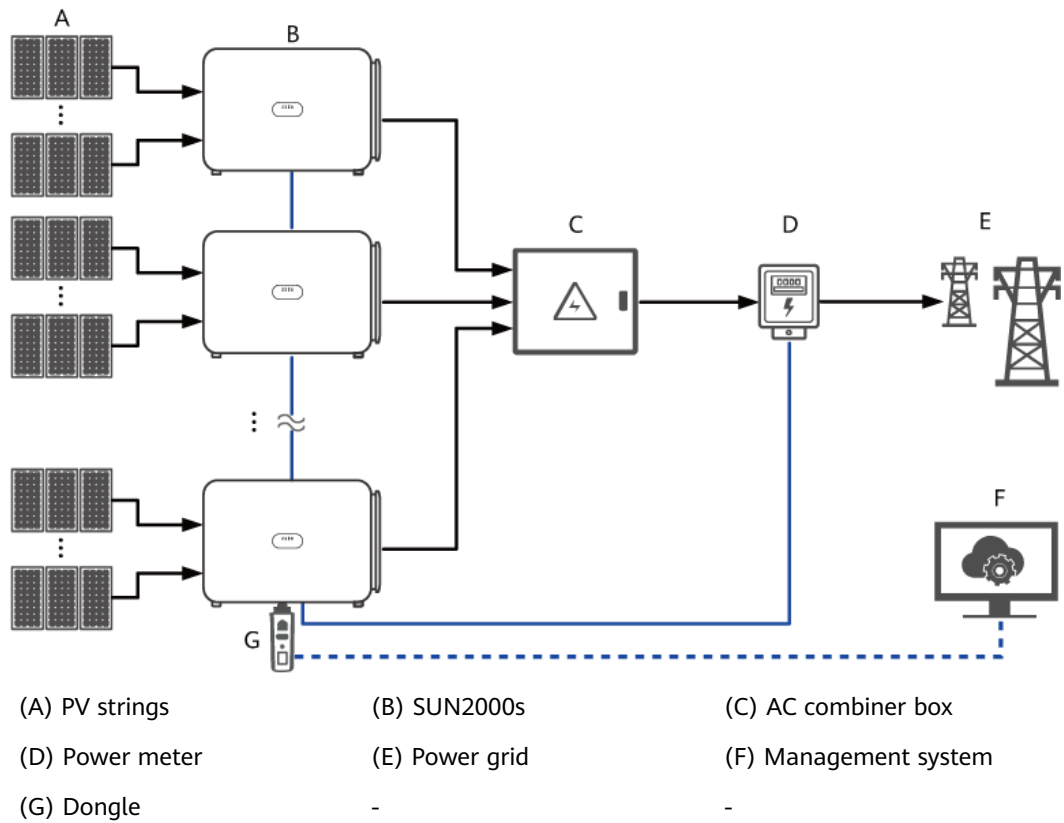 A
B
C
D
E
F
G
(A) PV strings (B) SUN2000s (C) AC combiner box
(D) Power meter (E) Power grid (F) Management system
(G) Dongle - -